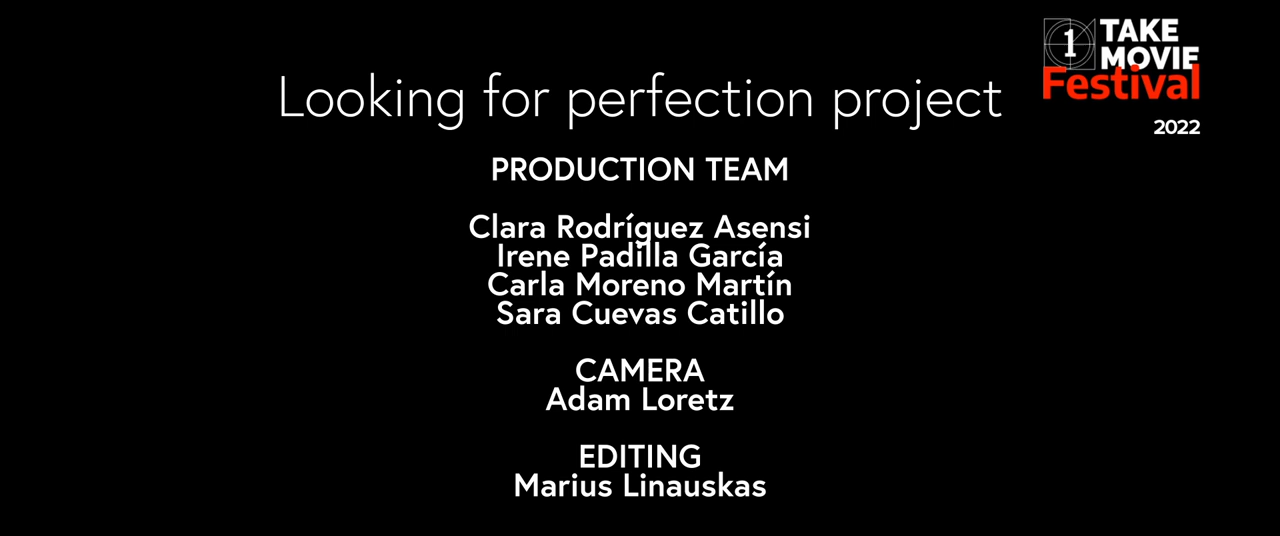 1 TAKE
MOVIE
Festival
2022
Looking for perfection project
PRODUCTION TEAM
Clara Rodríguez Asensi
Irene Padilla García
Carla Moreno Martín
Sara Cuevas Catillo
CAMERA
Adam Loretz
EDITING
Marius Linauskas